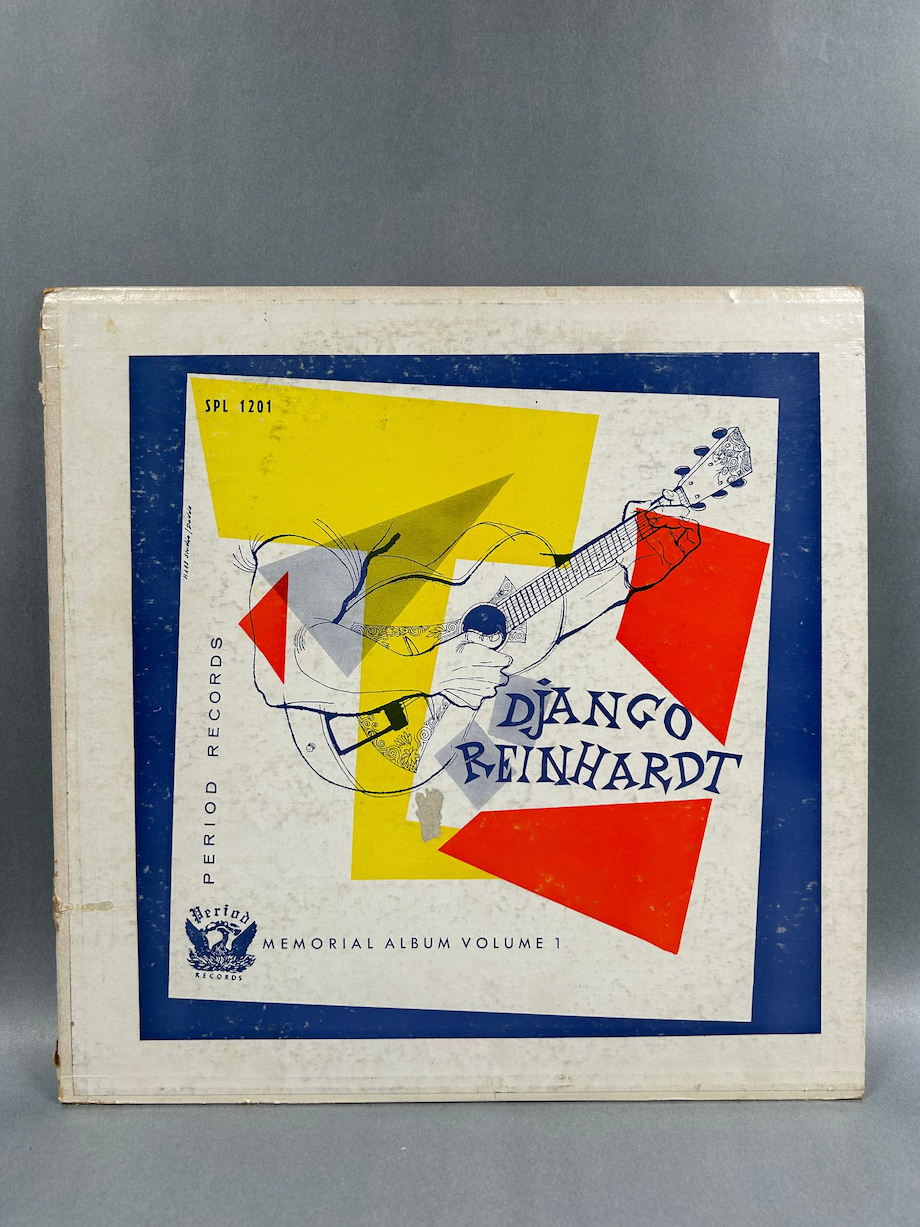 SPL 1201
PERIOD RECORDS
DjANGO
REINHARDT
Period
RECORDS
MEMORIAL ALBUM VOLUME 1